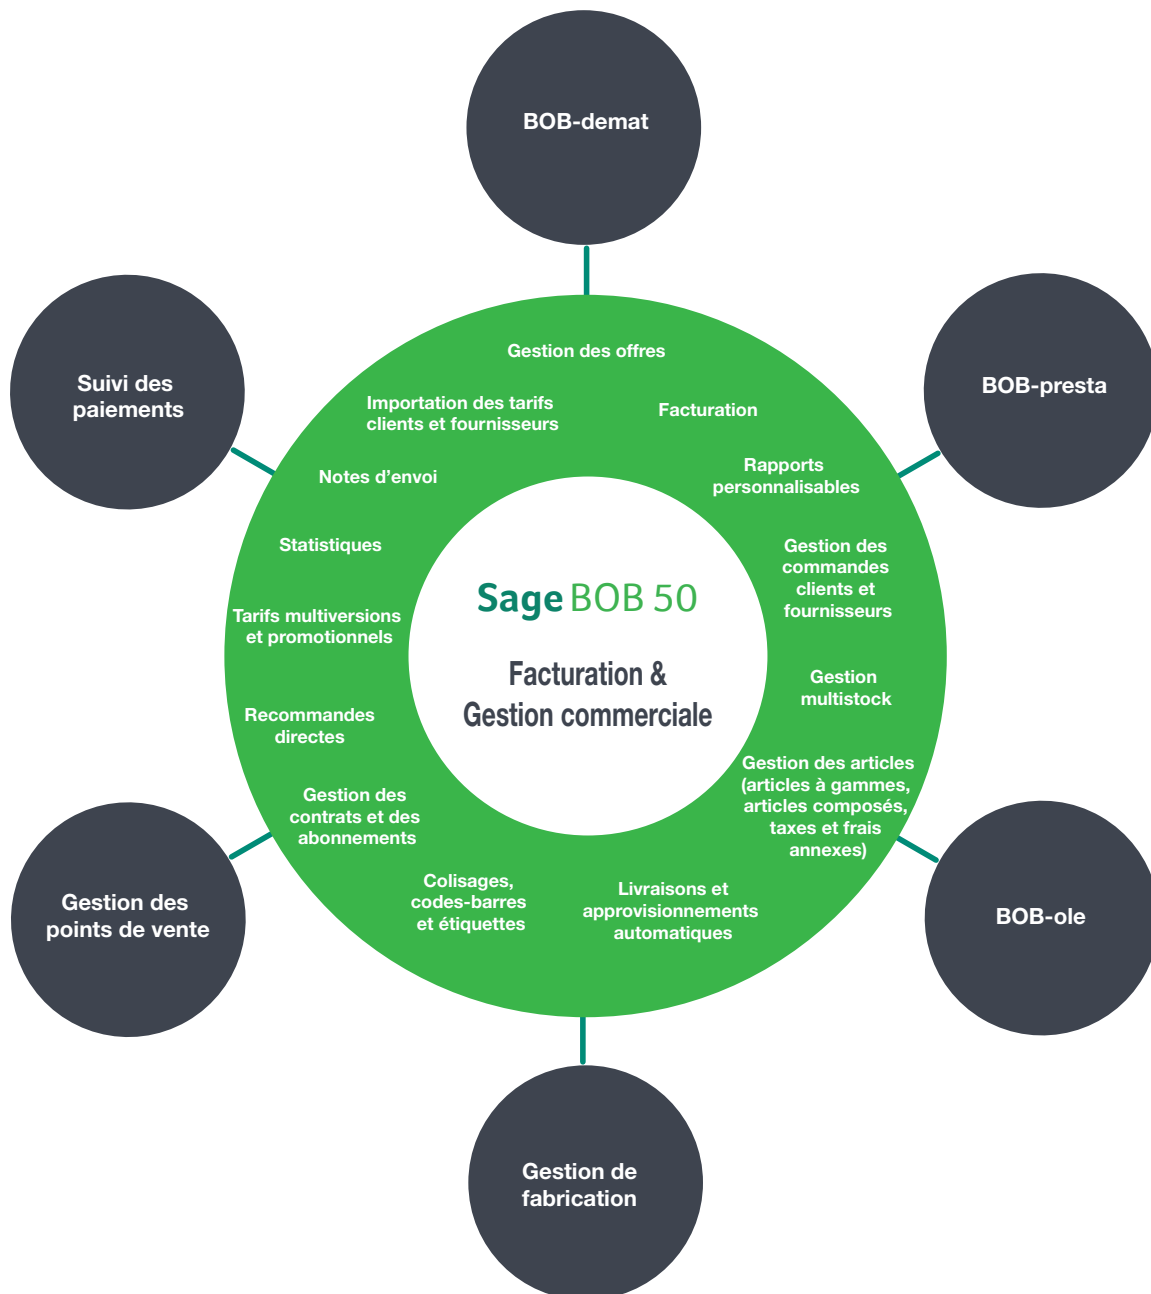 BOB-demat
Suivi des
paiements
BOB-presta
Gestion des offres
Importation des tarifs
clients et fournisseurs
Facturation
Notes d’envoi
Rapports
personnalisables
Statistiques
Gestion des
commandes
clients et
fournisseurs
Tarifs multiversions
et promotionnels
Sage BOB 50
Facturation &
Gestion commerciale
Gestion
multistock
Recommandes
directes
Gestion des articles
(articles à gammes,
articles composés,
taxes et frais
annexes)
Gestion des
contrats et des
abonnements
Colisages,
codes-barres
et étiquettes
Livraisons et
approvisionnements
automatiques
Gestion des
points de vente
BOB-ole
Gestion de
fabrication